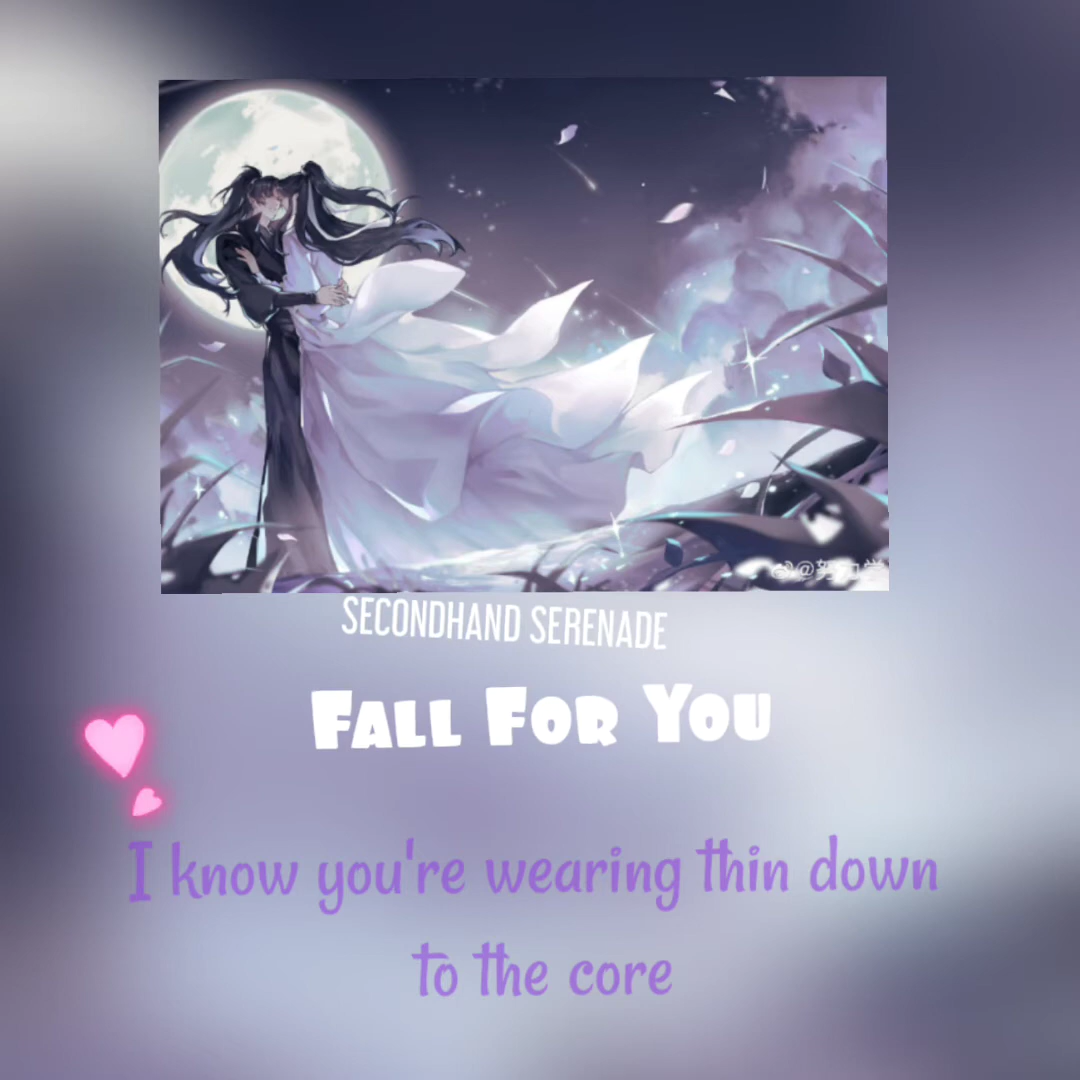 SECONDHAND SERENADE
FALL FOR YOU
I know you're wearing thin down
to the core